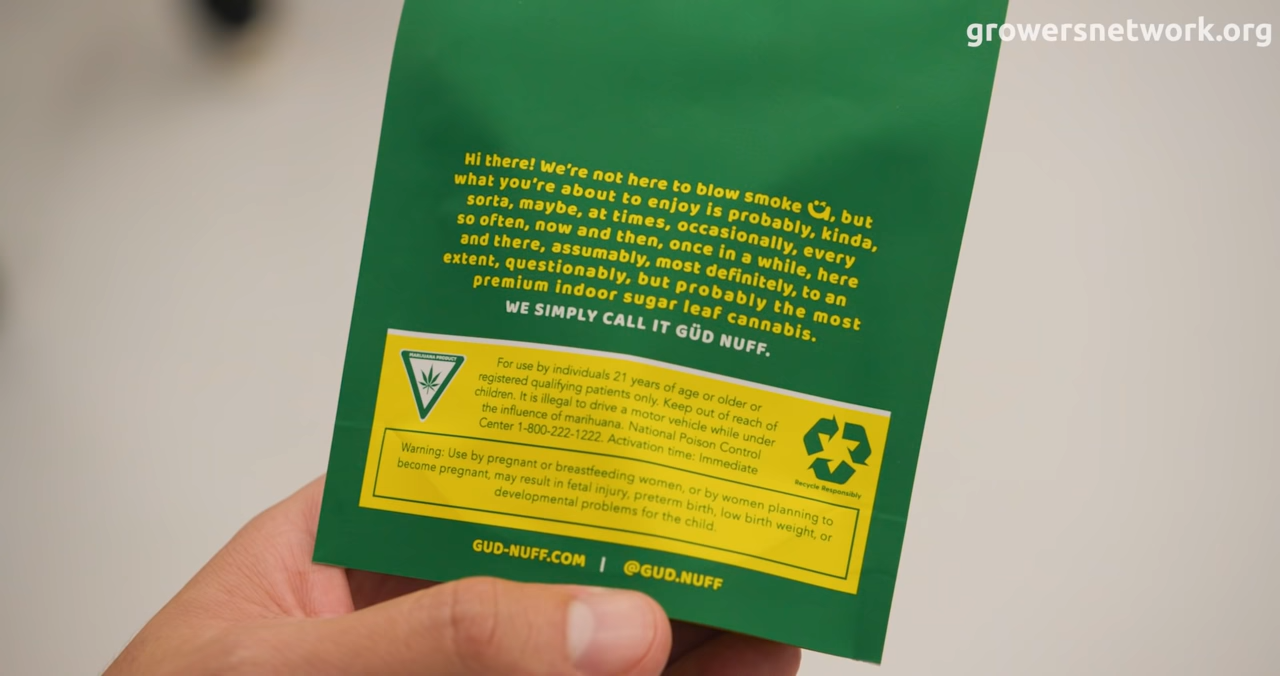 growersnetwork.org
Hi there! We're not here to blow smoke Ü, but
what you're about to enjoy is probably, kinda,
sorta, maybe, at times, occasionally, every
so often, now and then, once in a while, here
and there, assumably, most definitely, to an
extent, questionably, but probably the most
premium indoor sugar leaf cannabis.
WE SIMPLY CALL IT GÜD NUFF.
MARIJUANA PRODUCT
For use by individuals 21 years of age or older or
registered qualifying patients only. Keep out of reach of
children. It is illegal to drive a motor vehicle while under
the influence of marihuana. National Poison Control
Center 1-800-222-1222. Activation time: Immediate
Recycle Responsibly
Warning: Use by pregnant or breastfeeding women, or by women planning to
become pregnant, may result in fetal injury, preterm birth, low birth weight, or
developmental problems for the child.
GUD-NUFF.COM | @GUD.NUFF